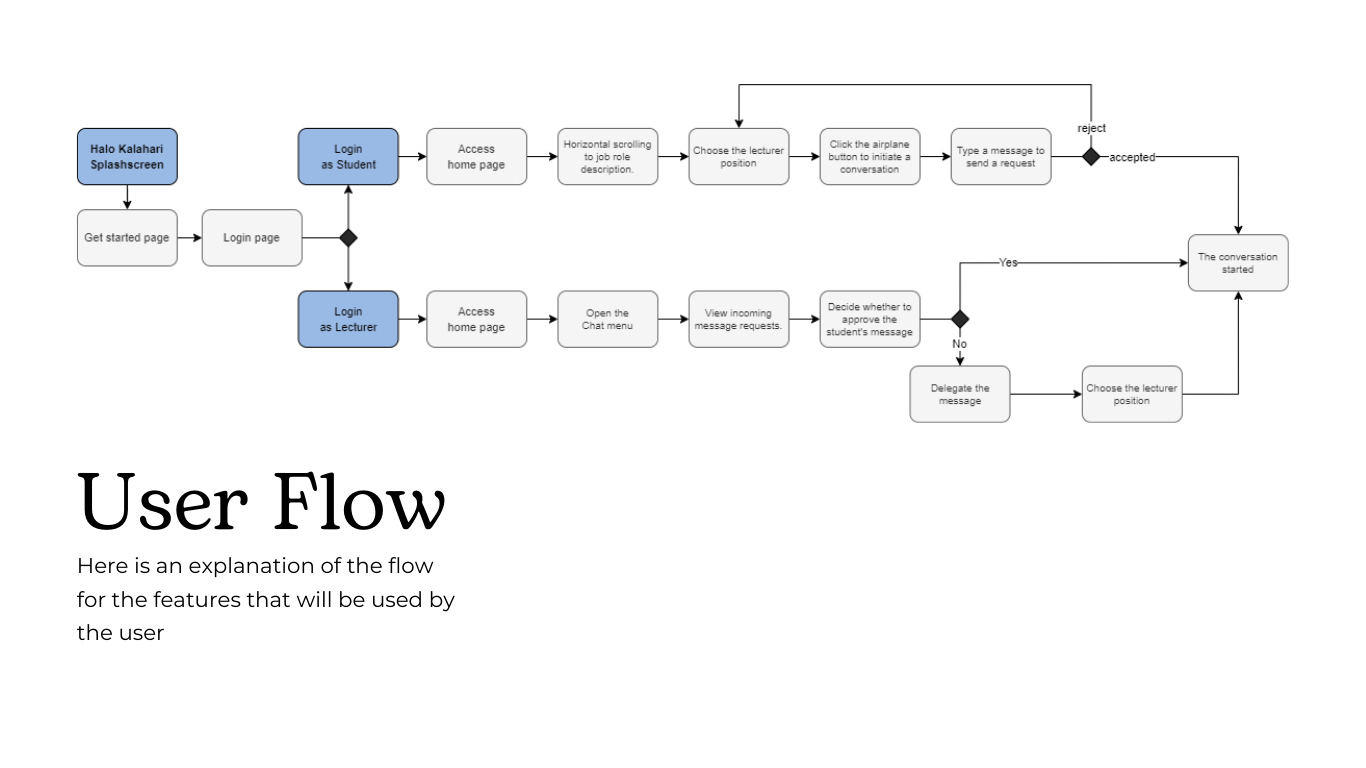 reject
Halo Kalahari
Splashscreen
Login
as Student
Access
home page
Horizontal scrolling
to job role
description.
Choose the lecturer
position
Click the airplane
button to initiate a
conversation
Type a message to
send a request
accepted
Get started page
Login page
The conversation
started
Yes
Login
as Lecturer
Access
home page
Open the
Chat menu
View incoming
message requests.
Decide whether to
approve the
student's message
No
Delegate the
message
Choose the lecturer
position
User Flow
Here is an explanation of the flow
for the features that will be used by
the user